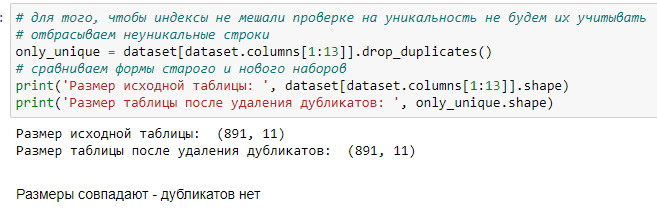 :
# для того, чтобы индексы не мешали проверке на уникальность не будем их учитывать
# отбрасываем неуникальные строки
only_unique = dataset[dataset.columns[1:13]].drop_duplicates()
# сравниваем формы старого и нового наборов
print('Размер исходной таблицы: ', dataset[dataset.columns[1:13]].shape)
print('Размер таблицы после удаления дубликатов: ', only_unique.shape)
Размер исходной таблицы:  (891, 11)
Размер таблицы после удаления дубликатов:  (891, 11)
Размеры совпадают - дубликатов нет